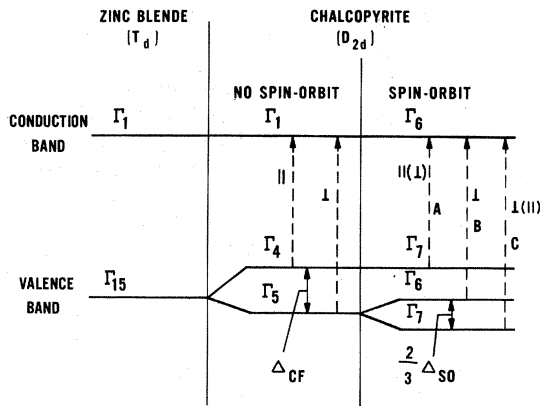 ZINC BLENDE
(T_d)
CHALCOPYRITE
(D_2d)
NO SPIN-ORBIT
SPIN-ORBIT
CONDUCTION
BAND
Γ1
Γ1
Γ6
||
⊥
||(⊥)
A
⊥
B
⊥(||)
C
VALENCE
BAND
Γ15
Γ4
Γ5
Γ7
Γ6
Γ7
Δ_CF
2/3 Δ_SO